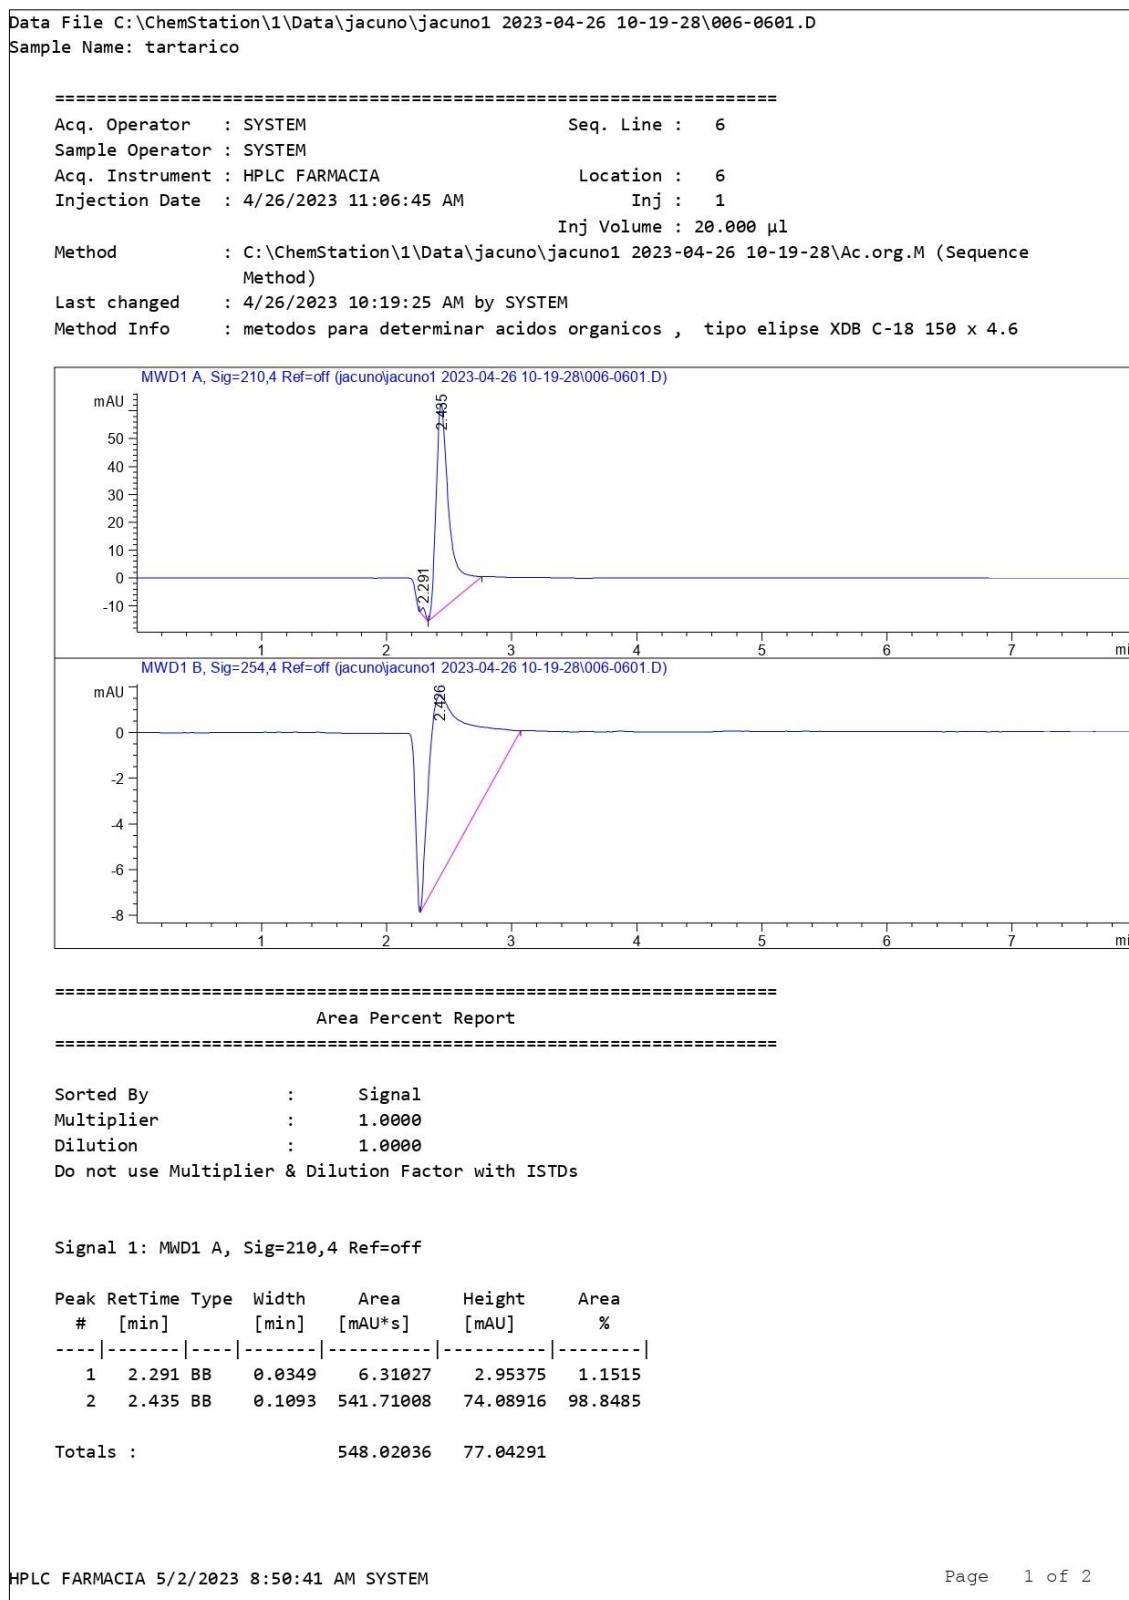 Data File C:\ChemStation\1\Data\jacuno\jacuno1 2023-04-26 10-19-28\006-0601.D
Sample Name: tartarico
=====================================================================
Acq. Operator   : SYSTEM                         Seq. Line :   6
Sample Operator : SYSTEM
Acq. Instrument : HPLC FARMACIA                   Location :   6
Injection Date  : 4/26/2023 11:06:45 AM                Inj :   1
Inj Volume : 20.000 µl
Method          : C:\ChemStation\1\Data\jacuno\jacuno1 2023-04-26 10-19-28\Ac.org.M (Sequence
Method)
Last changed    : 4/26/2023 10:19:25 AM by SYSTEM
Method Info     : metodos para determinar acidos organicos ,  tipo elipse XDB C-18 150 x 4.6
MWD1 A, Sig=210,4 Ref=off (jacuno\jacuno1 2023-04-26 10-19-28\006-0601.D)
mAU
2.435
50
40
30
20
10
0
2.291
-10
1 2 3 4 5 6 7 mi
MWD1 B, Sig=254,4 Ref=off (jacuno\jacuno1 2023-04-26 10-19-28\006-0601.D)
mAU
2.426
0
-2
-4
-6
-8
1 2 3 4 5 6 7 mi
=====================================================================
Area Percent Report
=====================================================================
Sorted By             :      Signal
Multiplier            :      1.0000
Dilution              :      1.0000
Do not use Multiplier & Dilution Factor with ISTDs
Signal 1: MWD1 A, Sig=210,4 Ref=off
Peak RetTime Type  Width     Area      Height     Area
#   [min]        [min]   [mAU*s]     [mAU]        %
----|-------|----|-------|----------|----------|--------|
1   2.291 BB    0.0349    6.31027    2.95375   1.1515
2   2.435 BB    0.1093  541.71008   74.08916  98.8485
Totals :                   548.02036   77.04291
HPLC FARMACIA 5/2/2023 8:50:41 AM SYSTEM
Page   1 of 2